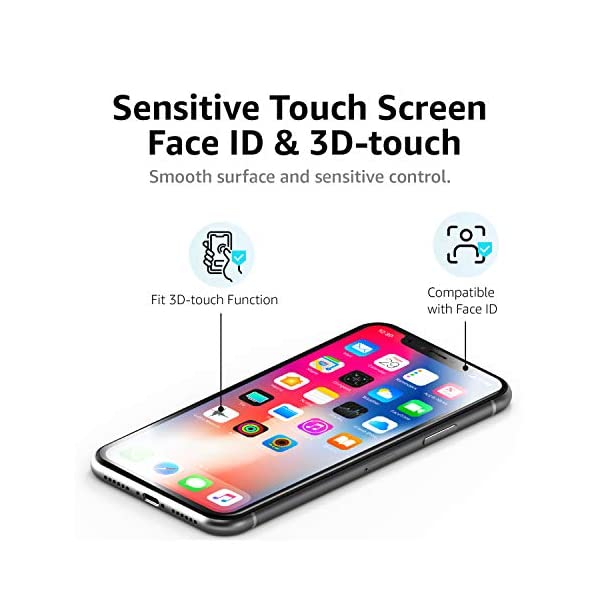 Sensitive Touch Screen
Face ID & 3D-touch
Smooth surface and sensitive control.
Fit 3D-touch Function
Compatible
with Face ID
29